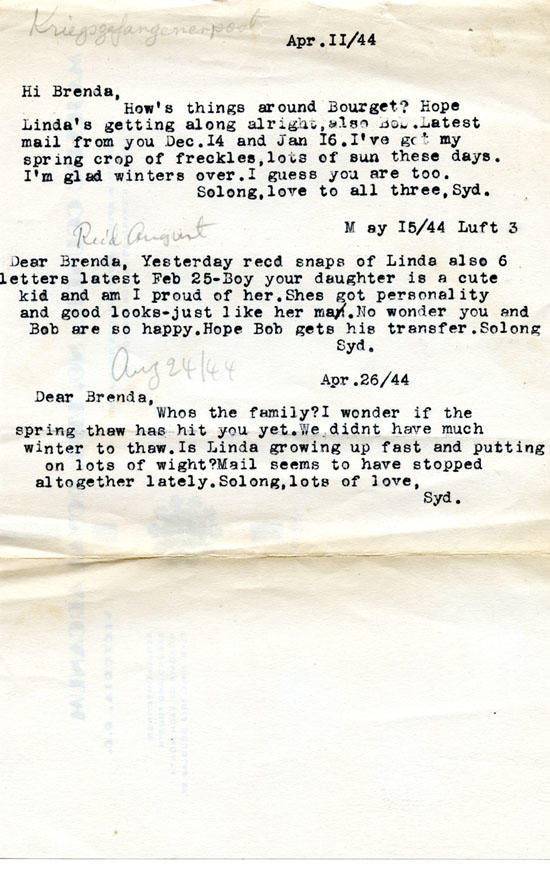 Kriegsgefangenerpost
Apr.II/44
Hi Brenda,
How's things around Bourget? Hope
Linda's getting along alright,also Bob.Latest
mail from you Dec.I4 and Jan I6.I've got my
spring crop of freckles,lots of sun these days.
I'm glad winters over.I guess you are too.
Solong,love to all three,Syd.
M ay I5/44 Luft 3
Rec'd August
Dear Brenda, Yesterday recd snaps of Linda also 6
letters latest Feb 25-Boy your daughter is a cute
kid and am I proud of her.Shes got personality
and good looks-just like her ma.No wonder you and
Bob are so happy.Hope Bob gets his transfer.Solong
Syd.
Aug 24/44
Apr.26/44
Dear Brenda,
Whos the family?I wonder if the
spring thaw has hit you yet.We didnt have much
winter to thaw.Is Linda growing up fast and putting
on lots of wight?Mail seems to have stopped
altogether lately.Solong,lots of love,
Syd.